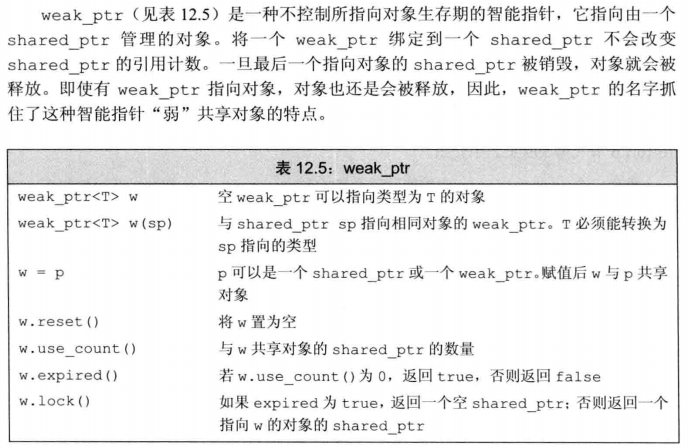 weak_ptr（见表 12.5）是一种不控制所指向对象生存期的智能指针，它指向由一个
shared_ptr 管理的对象。将一个 weak_ptr 绑定到一个 shared_ptr 不会改变
shared_ptr 的引用计数。一旦最后一个指向对象的 shared_ptr 被销毁，对象就会被
释放。即使有 weak_ptr 指向对象，对象也还是会被释放，因此，weak_ptr 的名字抓
住了这种智能指针“弱”共享对象的特点。
表 12.5：weak_ptr
weak_ptr<T> w 空 weak_ptr 可以指向类型为 T 的对象
weak_ptr<T> w(sp) 与 shared_ptr sp 指向相同对象的 weak_ptr。T 必须能转换为
sp 指向的类型
w = p p 可以是一个 shared_ptr 或一个 weak_ptr。赋值后 w 与 p 共享
对象
w.reset() 将 w 置为空
w.use_count() 与 w 共享对象的 shared_ptr 的数量
w.expired() 若 w.use_count() 为 0，返回 true，否则返回 false
w.lock() 如果 expired 为 true，返回一个空 shared_ptr；否则返回一个
指向 w 的对象的 shared_ptr